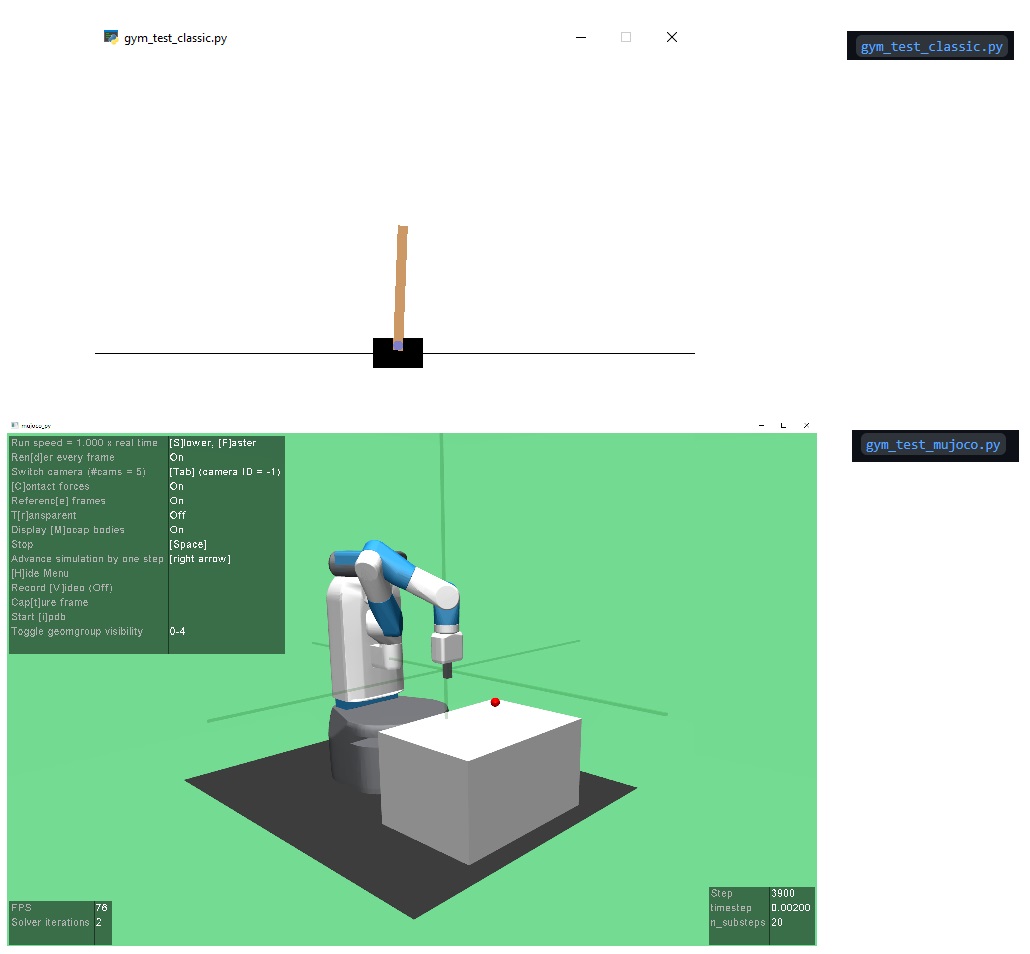 gym_test_classic.py
gym_test_classic.py
mujoco_py
gym_test_mujoco.py
Run speed = 1.000 x real time [S]lower, [F]aster
Ren[d]er every frame On
Switch camera (#cams = 5) [Tab] (camera ID = -1)
[C]ontact forces On
Referenc[e] frames On
T[r]ansparent Off
Display [M]ocap bodies On
Stop [Space]
Advance simulation by one step [right arrow]
[H]ide Menu
Record [V]ideo (Off)
Cap[t]ure frame
Start [i]pdb
Toggle geomgroup visibility 0-4
FPS 76
Solver iterations 2
Step 3900
timestep 0.00200
n_substeps 20